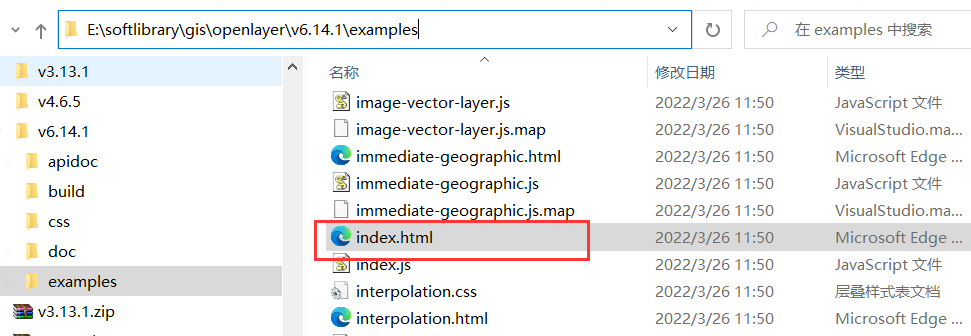 E:\softlibrary\gis\openlayer\v6.14.1\examples
在 examples 中搜索
v3.13.1
v4.6.5
v6.14.1
apidoc
build
css
doc
examples
v3.13.1.zip
名称 修改日期 类型
image-vector-layer.js 2022/3/26 11:50 JavaScript 文件
image-vector-layer.js.map 2022/3/26 11:50 VisualStudio.ma...
immediate-geographic.html 2022/3/26 11:50 Microsoft Edge ...
immediate-geographic.js 2022/3/26 11:50 JavaScript 文件
immediate-geographic.js.map 2022/3/26 11:50 VisualStudio.ma...
index.html 2022/3/26 11:50 Microsoft Edge ...
index.js 2022/3/26 11:50 JavaScript 文件
interpolation.css 2022/3/26 11:50 层叠样式表文档
interpolation.html 2022/3/26 11:50 Microsoft Edge ...